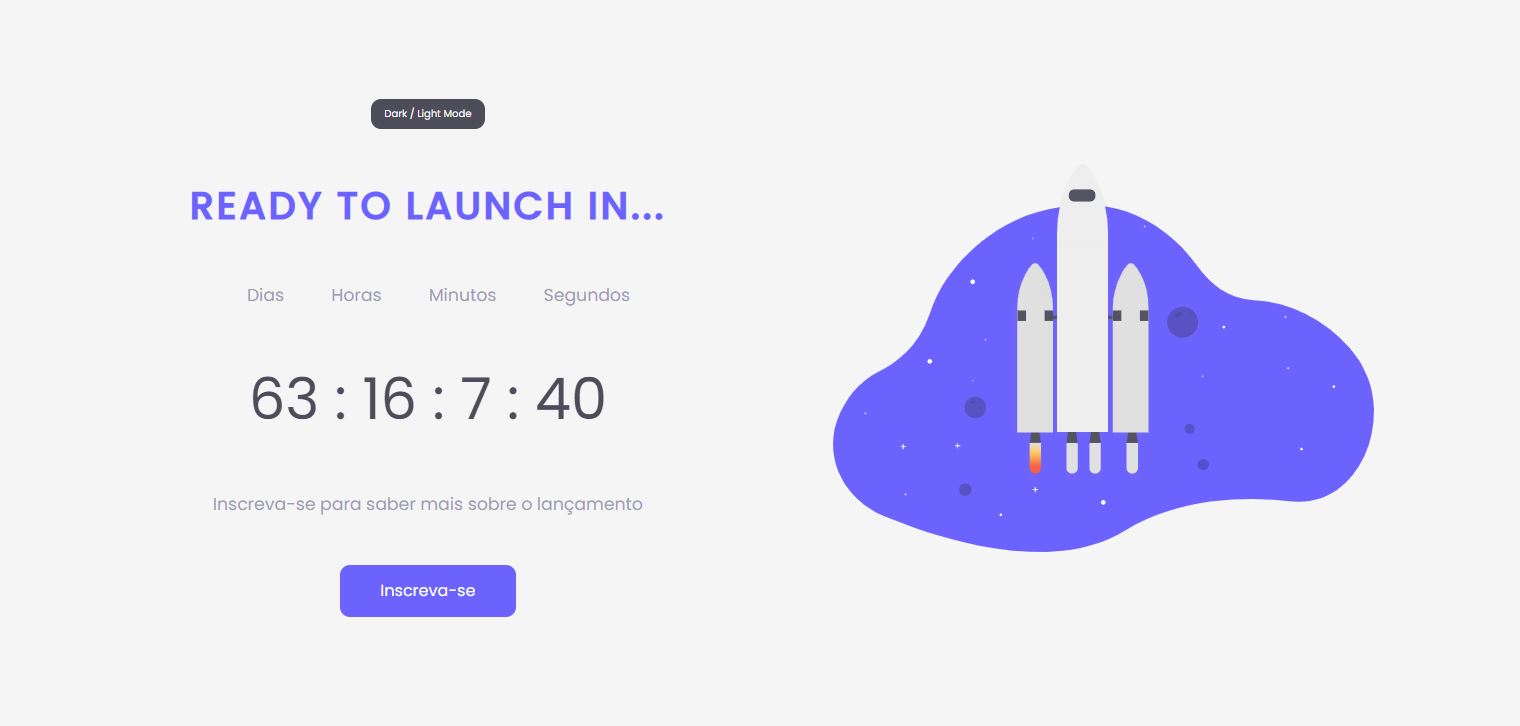 Dark / Light Mode
READY TO LAUNCH IN...
Dias Horas Minutos Segundos
63 : 16 : 7 : 40
Inscreva-se para saber mais sobre o lançamento
Inscreva-se